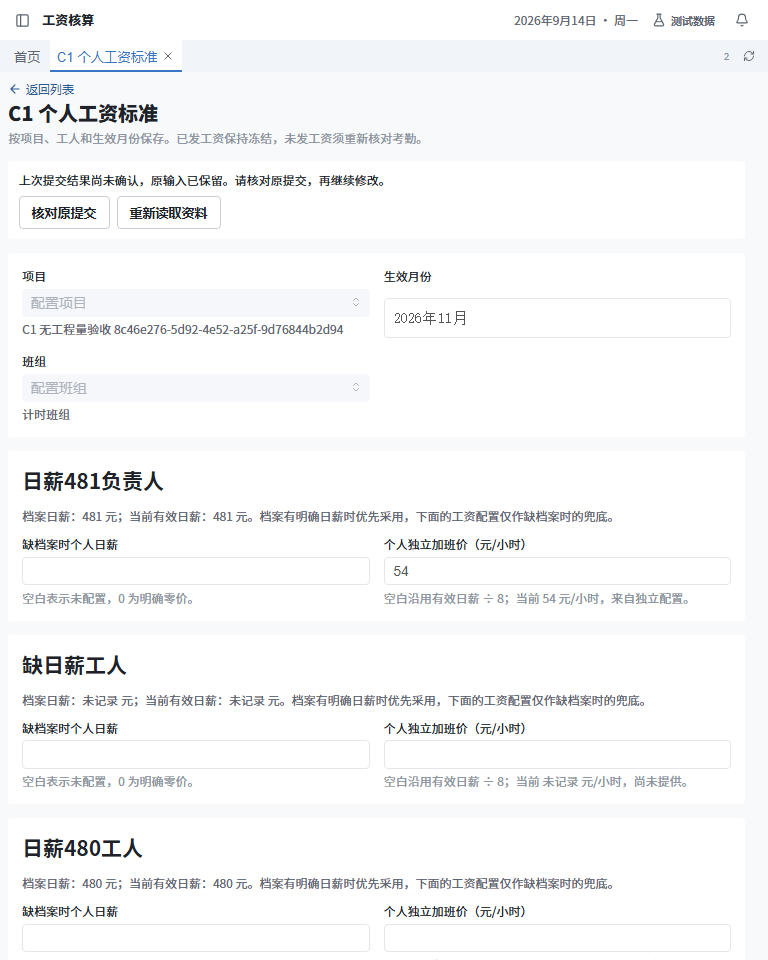 工资核算
2026年9月14日 · 周一
测试数据
首页
C1 个人工资标准
2
返回列表
C1 个人工资标准
按项目、工人和生效月份保存。已发工资保持冻结，未发工资须重新核对考勤。
上次提交结果尚未确认，原输入已保留。请核对原提交，再继续修改。
核对原提交
重新读取资料
项目
生效月份
配置项目
2026年11月
C1 无工程量验收 8c46e276-5d92-4e52-a25f-9d76844b2d94
班组
配置班组
计时班组
日薪481负责人
档案日薪：481 元；当前有效日薪：481 元。档案有明确日薪时优先采用，下面的工资配置仅作缺档案时的兜底。
缺档案时个人日薪
个人独立加班价（元/小时）
54
空白表示未配置，0 为明确零价。
空白沿用有效日薪 ÷ 8；当前 54 元/小时，来自独立配置。
缺日薪工人
档案日薪：未记录 元；当前有效日薪：未记录 元。档案有明确日薪时优先采用，下面的工资配置仅作缺档案时的兜底。
缺档案时个人日薪
个人独立加班价（元/小时）
空白表示未配置，0 为明确零价。
空白沿用有效日薪 ÷ 8；当前 未记录 元/小时，尚未提供。
日薪480工人
档案日薪：480 元；当前有效日薪：480 元。档案有明确日薪时优先采用，下面的工资配置仅作缺档案时的兜底。
缺档案时个人日薪
个人独立加班价（元/小时）